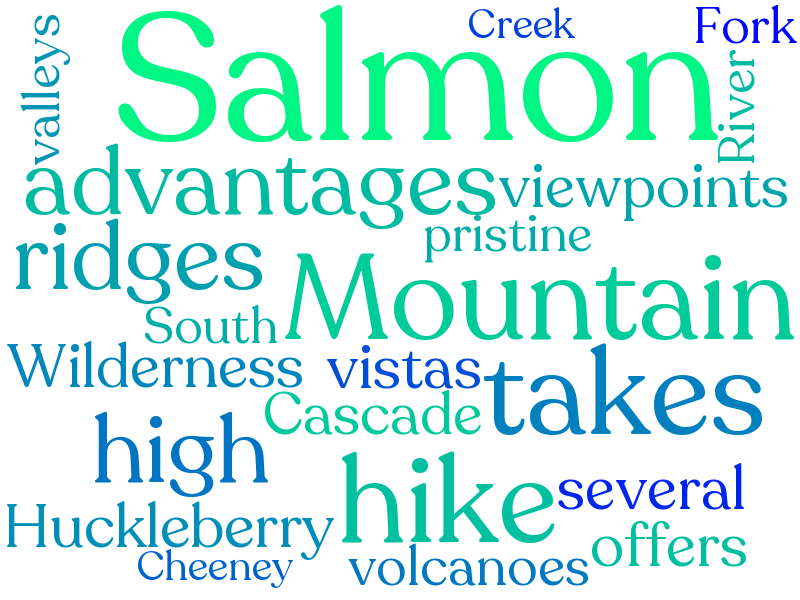 Creek
Fork
valleys
Salmon
River
advantages
viewpoints
pristine
ridges
Mountain
South
Wilderness
vistas
takes
Cascade
high
hike
several
Huckleberry
offers
Cheeney
volcanoes